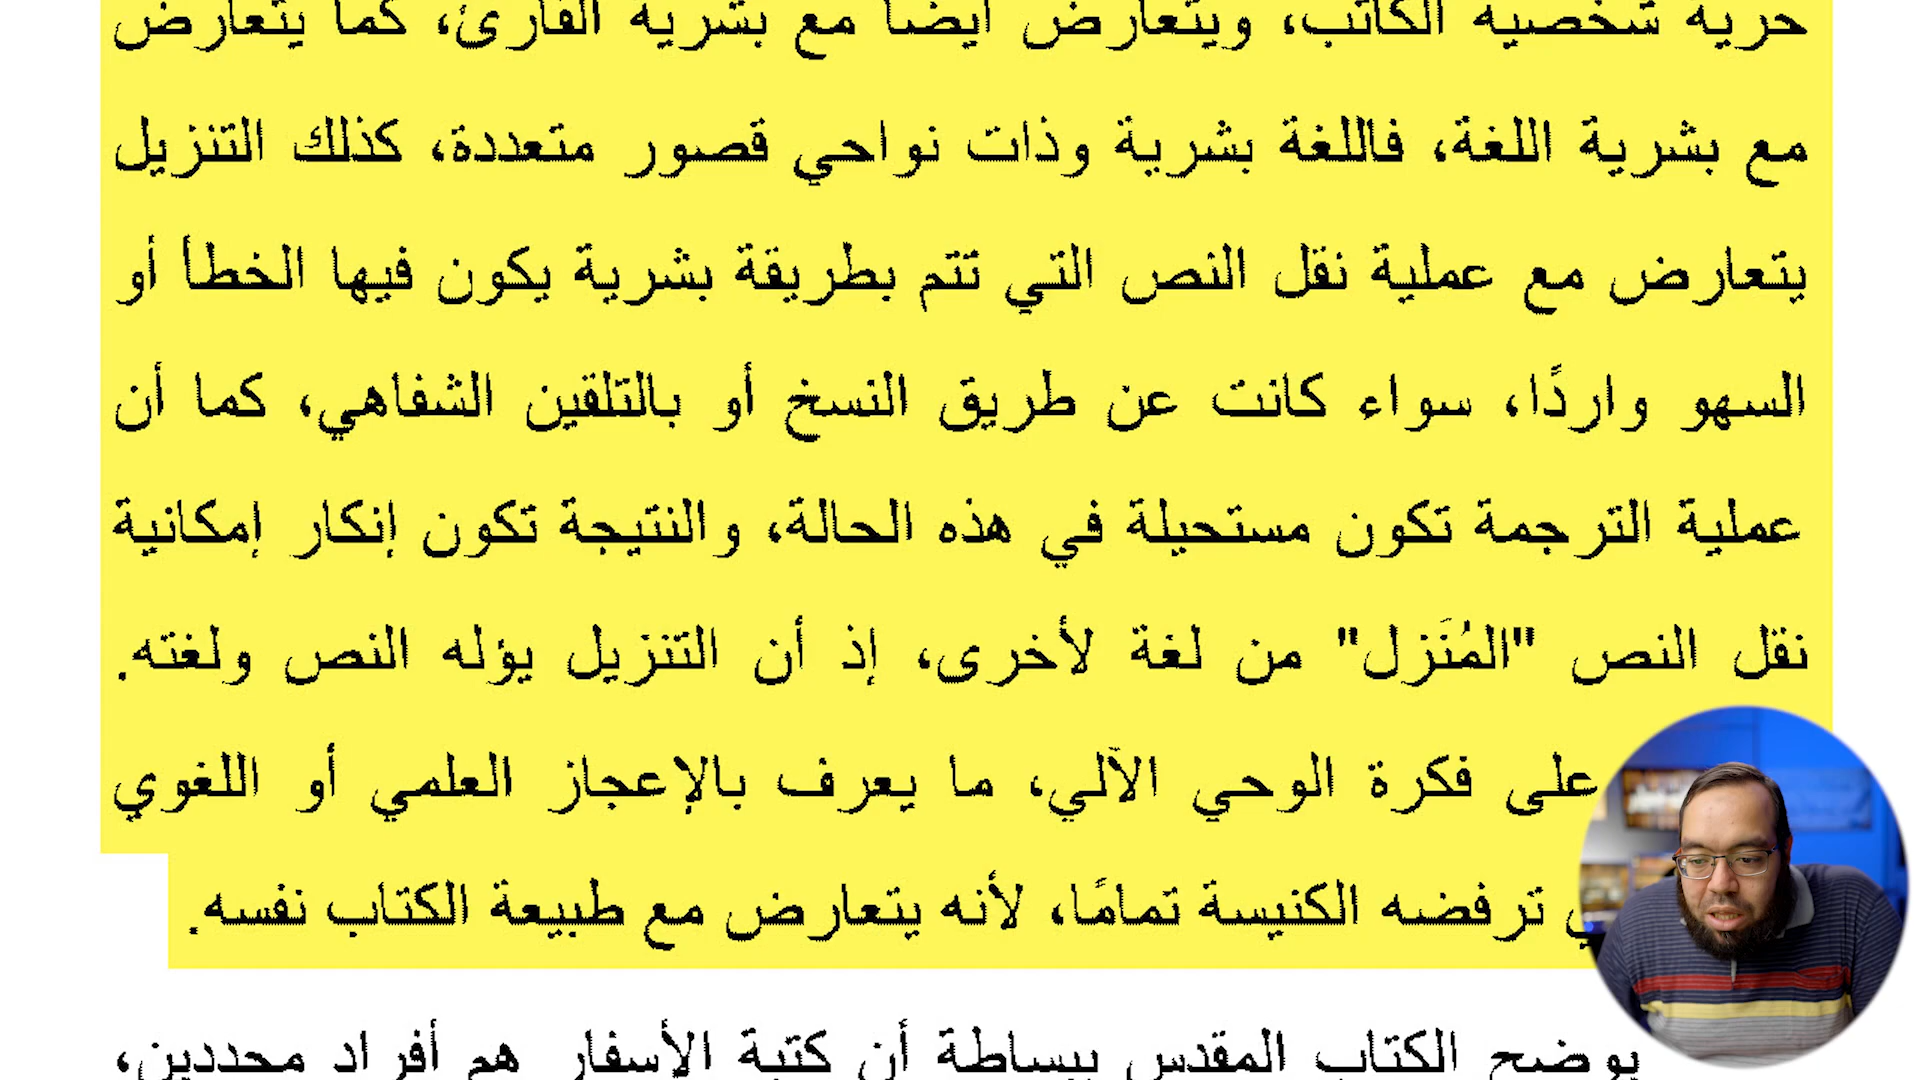 حرية شخصية الكاتب، ويتعارض أيضًا مع بشرية القارئ، كما يتعارض
مع بشرية اللغة، فاللغة بشرية وذات نواحي قصور متعددة، كذلك التنزيل
يتعارض مع عملية نقل النص التي تتم بطريقة بشرية يكون فيها الخطأ أو
السهو واردًا، سواء كانت عن طريق النسخ أو بالتلقين الشفاهي، كما أن
عملية الترجمة تكون مستحيلة في هذه الحالة، والنتيجة تكون إنكار إمكانية
نقل النص "المُنَزل" من لغة لأخرى، إذ أن التنزيل يؤله النص ولغته.
على فكرة الوحي الآلي، ما يعرف بالإعجاز العلمي أو اللغوي
ترفضه الكنيسة تمامًا، لأنه يتعارض مع طبيعة الكتاب نفسه.
يوضح الكتاب المقدس ببساطة أن كتبة الأسفار هم أفراد محددين،